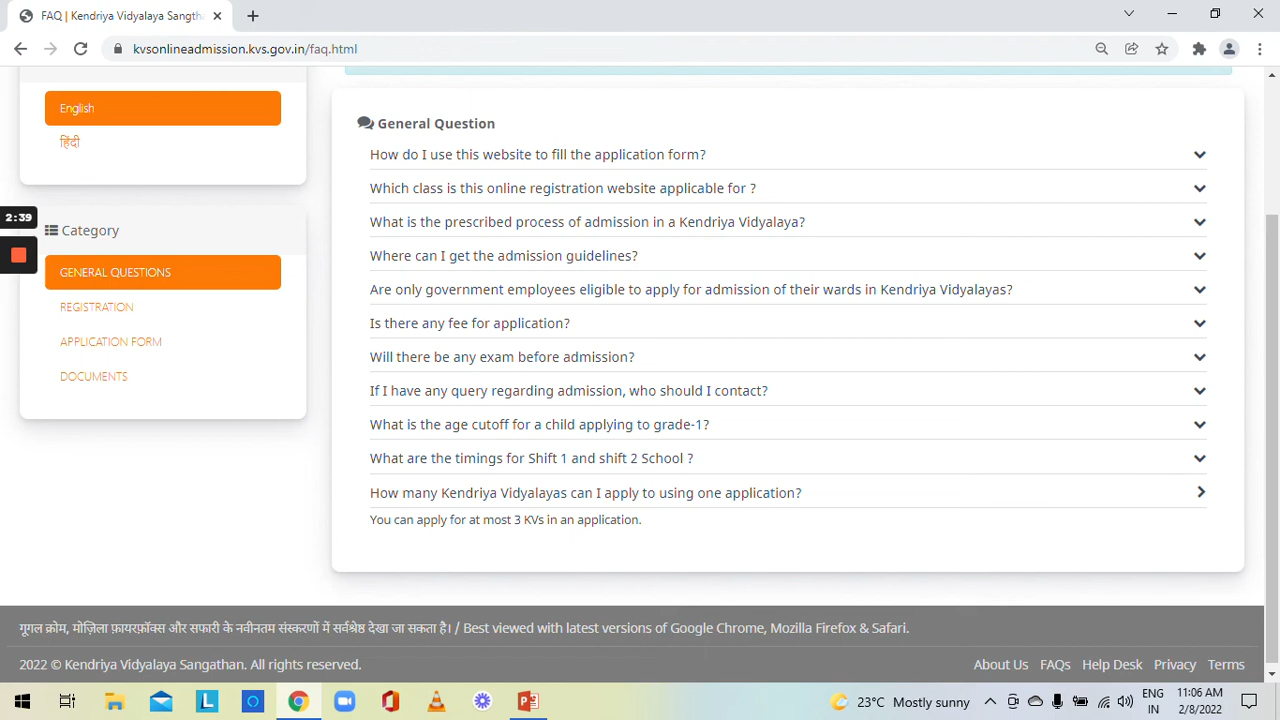 FAQ | Kendriya Vidyalaya Sangth
kvsonlineadmission.kvs.gov.in/faq.html
English
हिंदी
2:39
Category
GENERAL QUESTIONS
REGISTRATION
APPLICATION FORM
DOCUMENTS
General Question
How do I use this website to fill the application form?
Which class is this online registration website applicable for ?
What is the prescribed process of admission in a Kendriya Vidyalaya?
Where can I get the admission guidelines?
Are only government employees eligible to apply for admission of their wards in Kendriya Vidyalayas?
Is there any fee for application?
Will there be any exam before admission?
If I have any query regarding admission, who should I contact?
What is the age cutoff for a child applying to grade-1?
What are the timings for Shift 1 and shift 2 School ?
How many Kendriya Vidyalayas can I apply to using one application?
You can apply for at most 3 KVs in an application.
गूगल क्रोम, मोज़िला फ़ायरफ़ॉक्स और सफारी के नवीनतम संस्करणों में सर्वश्रेष्ठ देखा जा सकता है। / Best viewed with latest versions of Google Chrome, Mozilla Firefox & Safari.
2022 © Kendriya Vidyalaya Sangathan. All rights reserved.
About Us FAQs Help Desk Privacy Terms
23°C Mostly sunny
ENG
IN
11:06 AM
2/8/2022